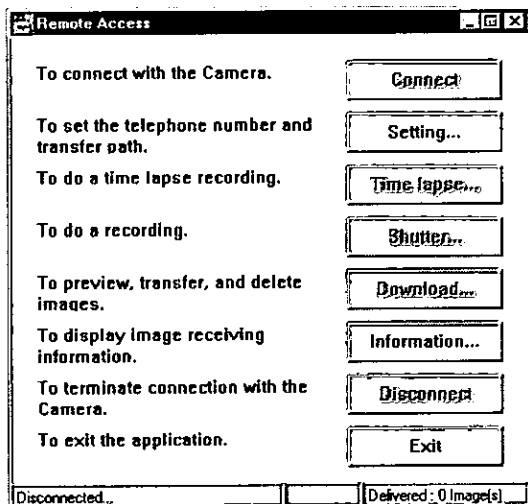 Remote Access
To connect with the Camera.
Connect
To set the telephone number and
transfer path.
Setting...
To do a time lapse recording.
Time lapse...
To do a recording.
Shutter...
To preview, transfer, and delete
images.
Download...
To display image receiving
information.
Information...
To terminate connection with the
Camera.
Disconnect
To exit the application.
Exit
Disconnected...
Delivered : 0 Image(s)